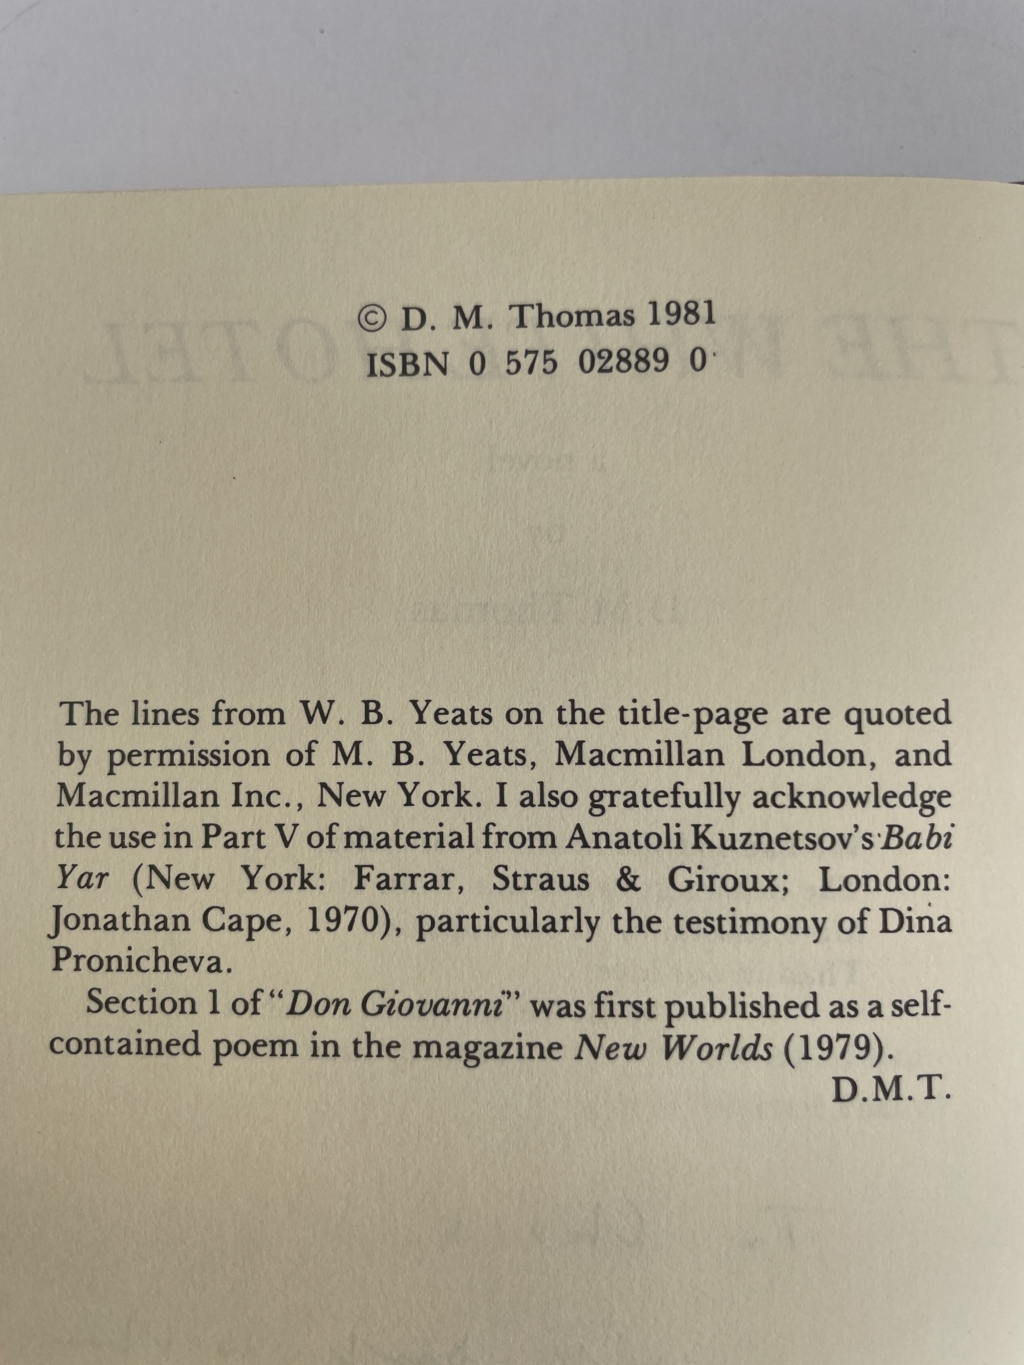 © D. M. Thomas 1981
ISBN 0 575 02889 0
a novel
by
D.M. Thomas
The lines from W. B. Yeats on the title-page are quoted
by permission of M. B. Yeats, Macmillan London, and
Macmillan Inc., New York. I also gratefully acknowledge
the use in Part V of material from Anatoli Kuznetsov's Babi
Yar (New York: Farrar, Straus & Giroux; London:
Jonathan Cape, 1970), particularly the testimony of Dina
Pronicheva.
Section 1 of "Don Giovanni" was first published as a self-
contained poem in the magazine New Worlds (1979).
D.M.T.